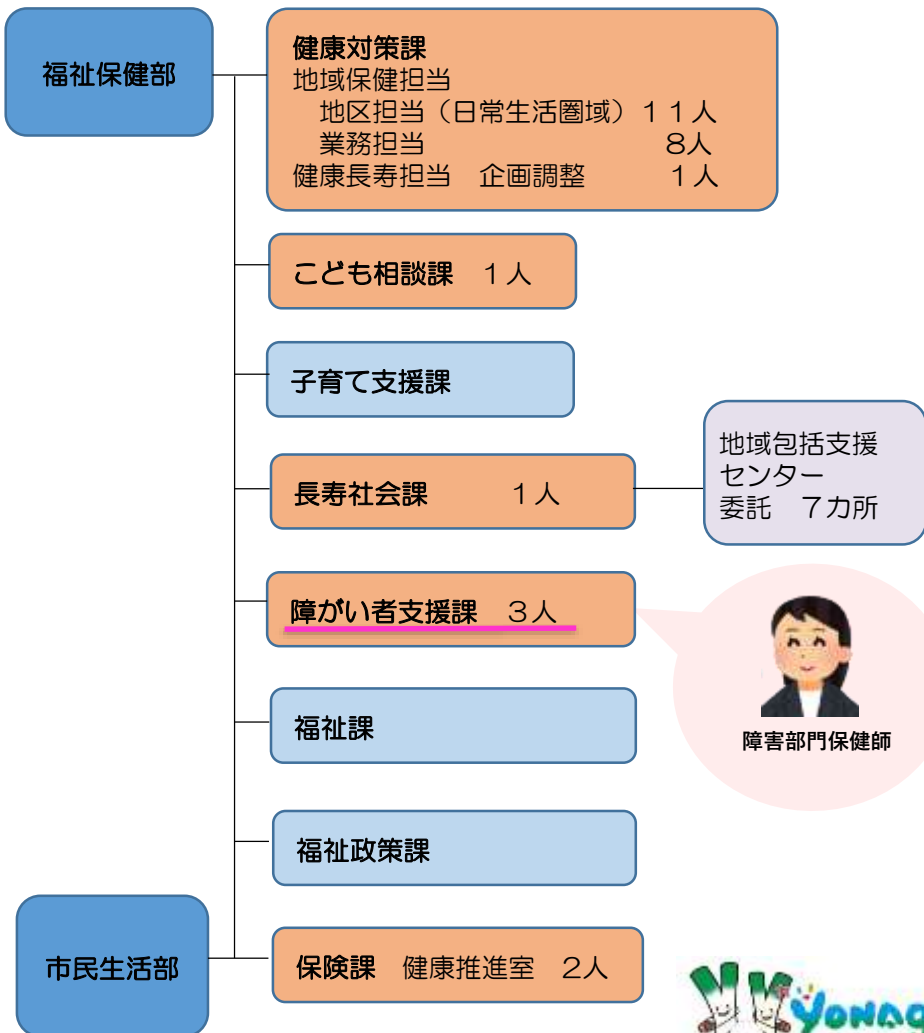 福祉保健部
健康対策課
地域保健担当
地区担当（日常生活圏域）１１人
業務担当 8人
健康長寿担当 企画調整 １人
こども相談課 １人
子育て支援課
長寿社会課 １人
地域包括支援
センター
委託 ７カ所
障がい者支援課 ３人
障害部門保健師
福祉課
福祉政策課
市民生活部
保険課 健康推進室 2人
YONAG